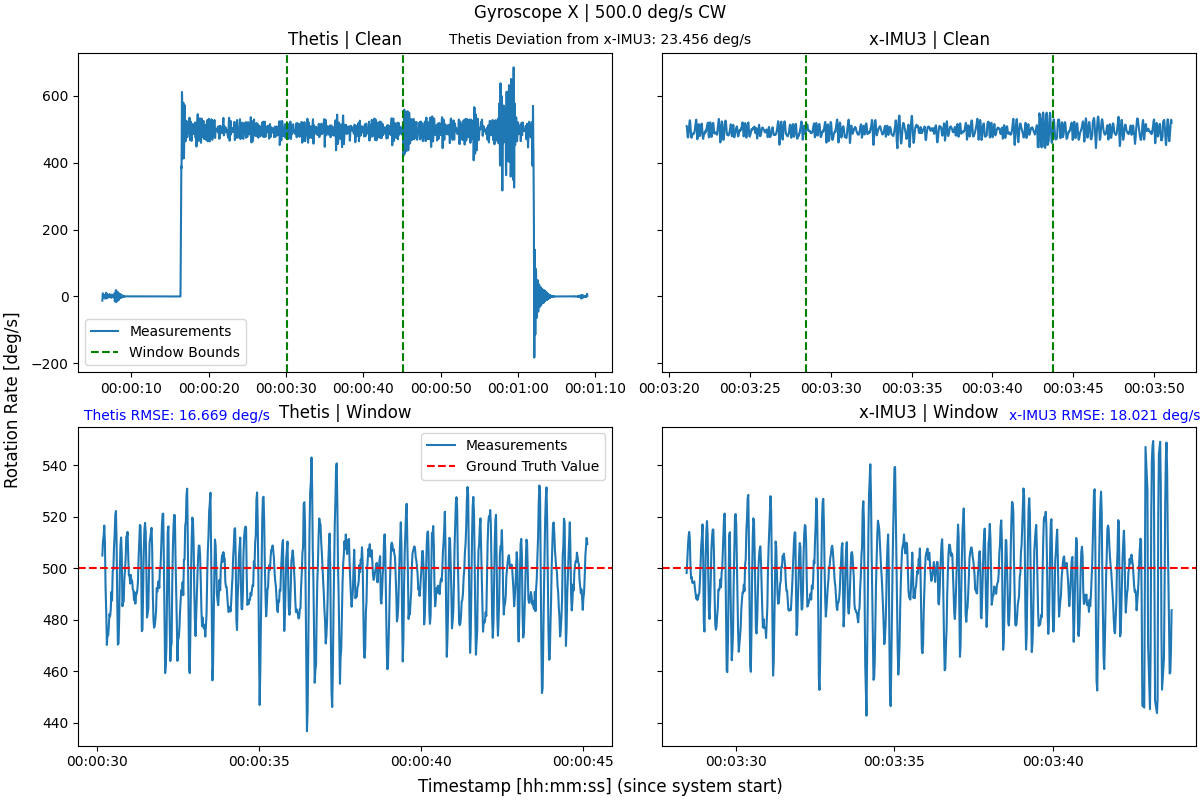 Gyroscope X | 500.0 deg/s CW
Thetis | Clean
Thetis Deviation from x-IMU3: 23.456 deg/s
x-IMU3 | Clean
600
400
200
0
−200
Measurements
Window Bounds
00:00:10 00:00:20 00:00:30 00:00:40 00:00:50 00:01:00 00:01:10
00:03:20 00:03:25 00:03:30 00:03:35 00:03:40 00:03:45 00:03:50
Rotation Rate [deg/s]
Thetis RMSE: 16.669 deg/s
Thetis | Window
x-IMU3 | Window
x-IMU3 RMSE: 18.021 deg/s
540
520
500
480
460
440
Measurements
Ground Truth Value
00:00:30 00:00:35 00:00:40 00:00:45
00:03:30 00:03:35 00:03:40
Timestamp [hh:mm:ss] (since system start)